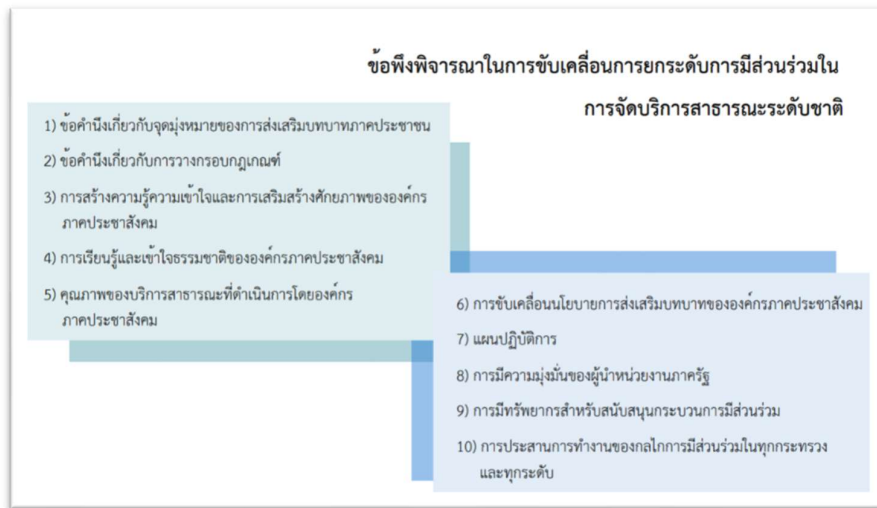 ข้อพึงพิจารณาในการขับเคลื่อนการยกระดับการมีส่วนร่วมใน
การจัดบริการสาธารณะระดับชาติ
1) ข้อคำนึงเกี่ยวกับจุดมุ่งหมายของการส่งเสริมบทบาทภาคประชาชน
2) ข้อคำนึงเกี่ยวกับการวางกรอบกฎเกณฑ์
3) การสร้างความรู้ความเข้าใจและการเสริมสร้างศักยภาพขององค์กร
ภาคประชาสังคม
4) การเรียนรู้และเข้าใจธรรมชาติขององค์กรภาคประชาสังคม
5) คุณภาพของบริการสาธารณะที่ดำเนินการโดยองค์กร
ภาคประชาสังคม
6) การขับเคลื่อนนโยบายการส่งเสริมบทบาทขององค์กรภาคประชาสังคม
7) แผนปฏิบัติการ
8) การมีความมุ่งมั่นของผู้นำหน่วยงานภาครัฐ
9) การมีทรัพยากรสำหรับสนับสนุนกระบวนการมีส่วนร่วม
10) การประสานการทำงานของกลไกการมีส่วนร่วมในทุกกระทรวง
และทุกระดับ